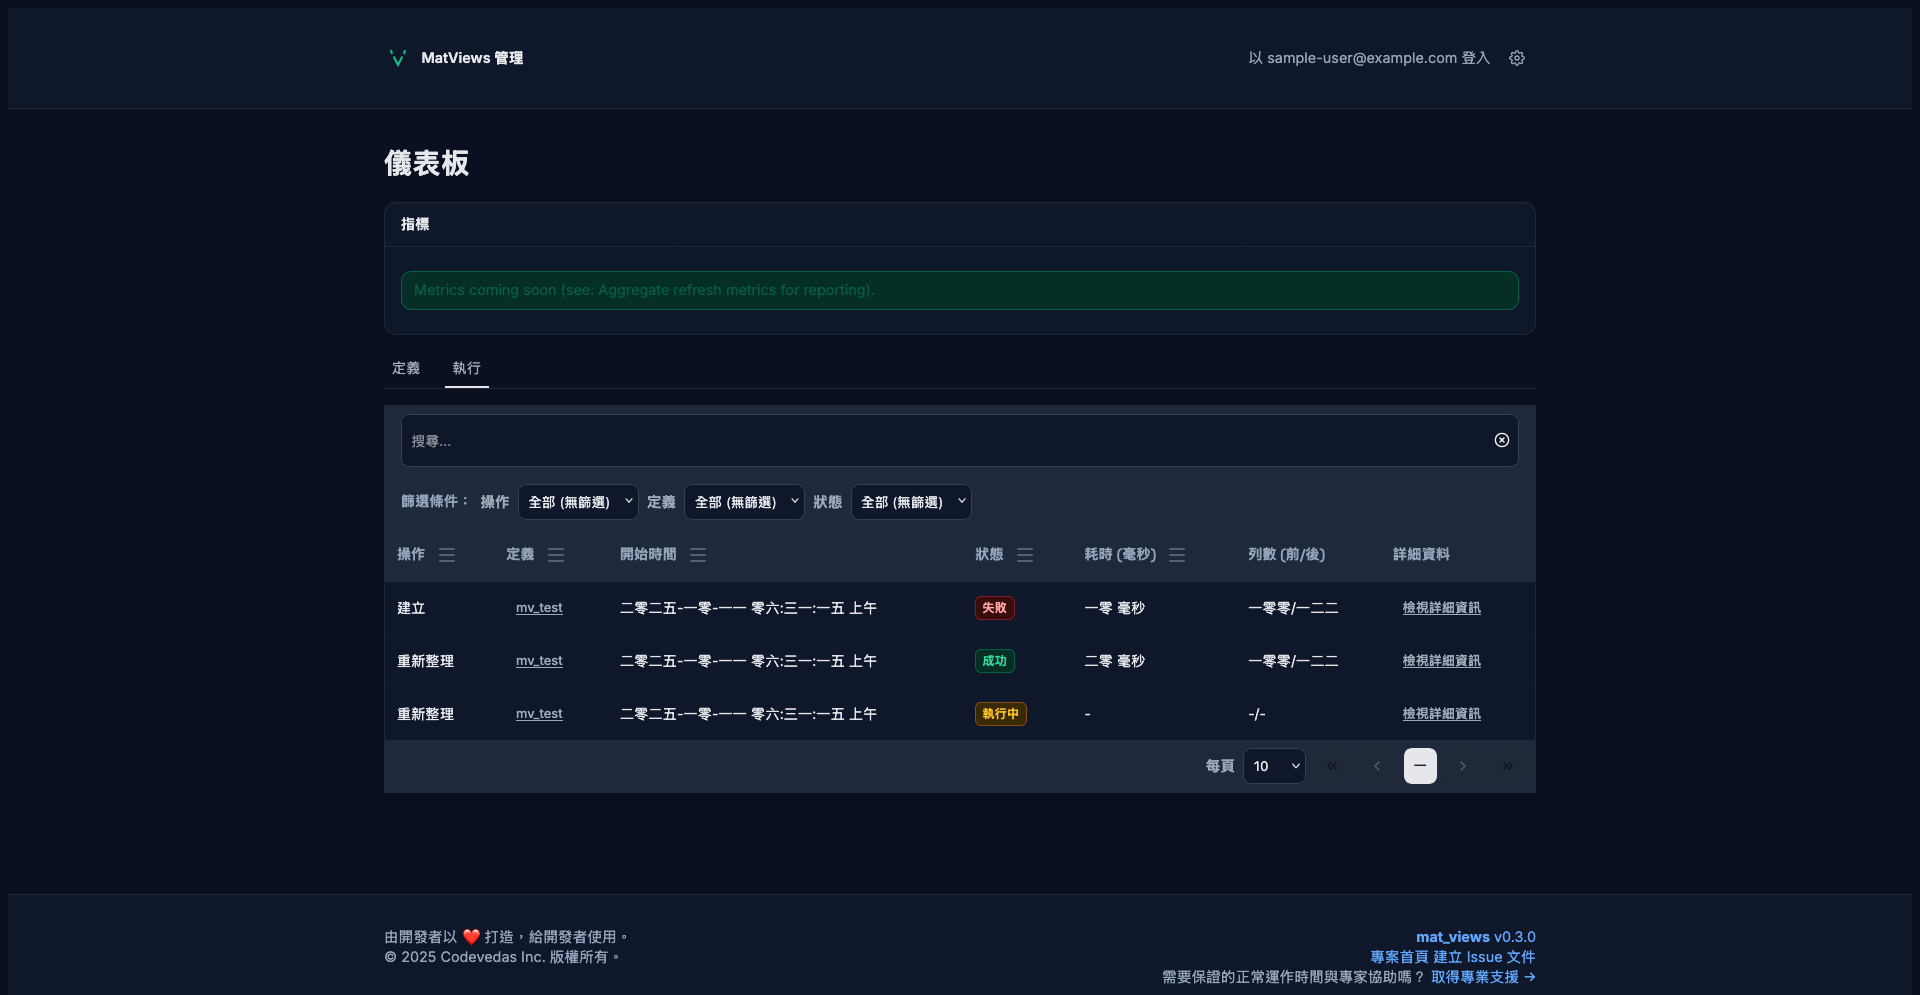 MatViews 管理
以 sample-user@example.com 登入
儀表板
指標
Metrics coming soon (see: Aggregate refresh metrics for reporting).
定義 執行
搜尋...
篩選條件： 操作 全部 (無篩選) 定義 全部 (無篩選) 狀態 全部 (無篩選)
操作 定義 開始時間 狀態 耗時 (毫秒) 列數 (前/後) 詳細資料
建立 mv_test 二零二五-一零-一一 零六:三一:一五 上午 失敗 一零 毫秒 一零零/一二二 檢視詳細資訊
重新整理 mv_test 二零二五-一零-一一 零六:三一:一五 上午 成功 二零 毫秒 一零零/一二二 檢視詳細資訊
重新整理 mv_test 二零二五-一零-一一 零六:三一:一五 上午 執行中 - -/- 檢視詳細資訊
每頁 10 « ‹ 一 › »
由開發者以 ❤️ 打造，給開發者使用。
© 2025 Codevedas Inc. 版權所有。
mat_views v0.3.0
專案首頁 建立 Issue 文件
需要保證的正常運作時間與專家協助嗎？ 取得專業支援 →